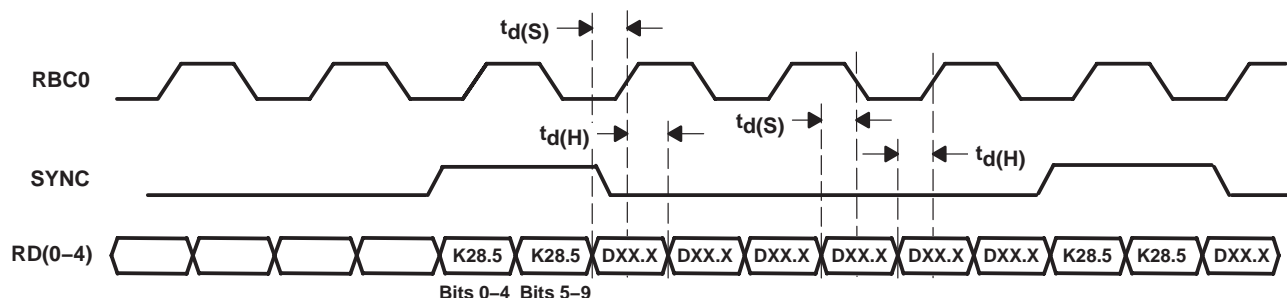 td(S)
RBC0
td(H)
td(S)
td(H)
SYNC
RD(0–4)
K28.5 K28.5 DXX.X DXX.X DXX.X DXX.X DXX.X DXX.X K28.5 K28.5 DXX.X
Bits 0–4 Bits 5–9